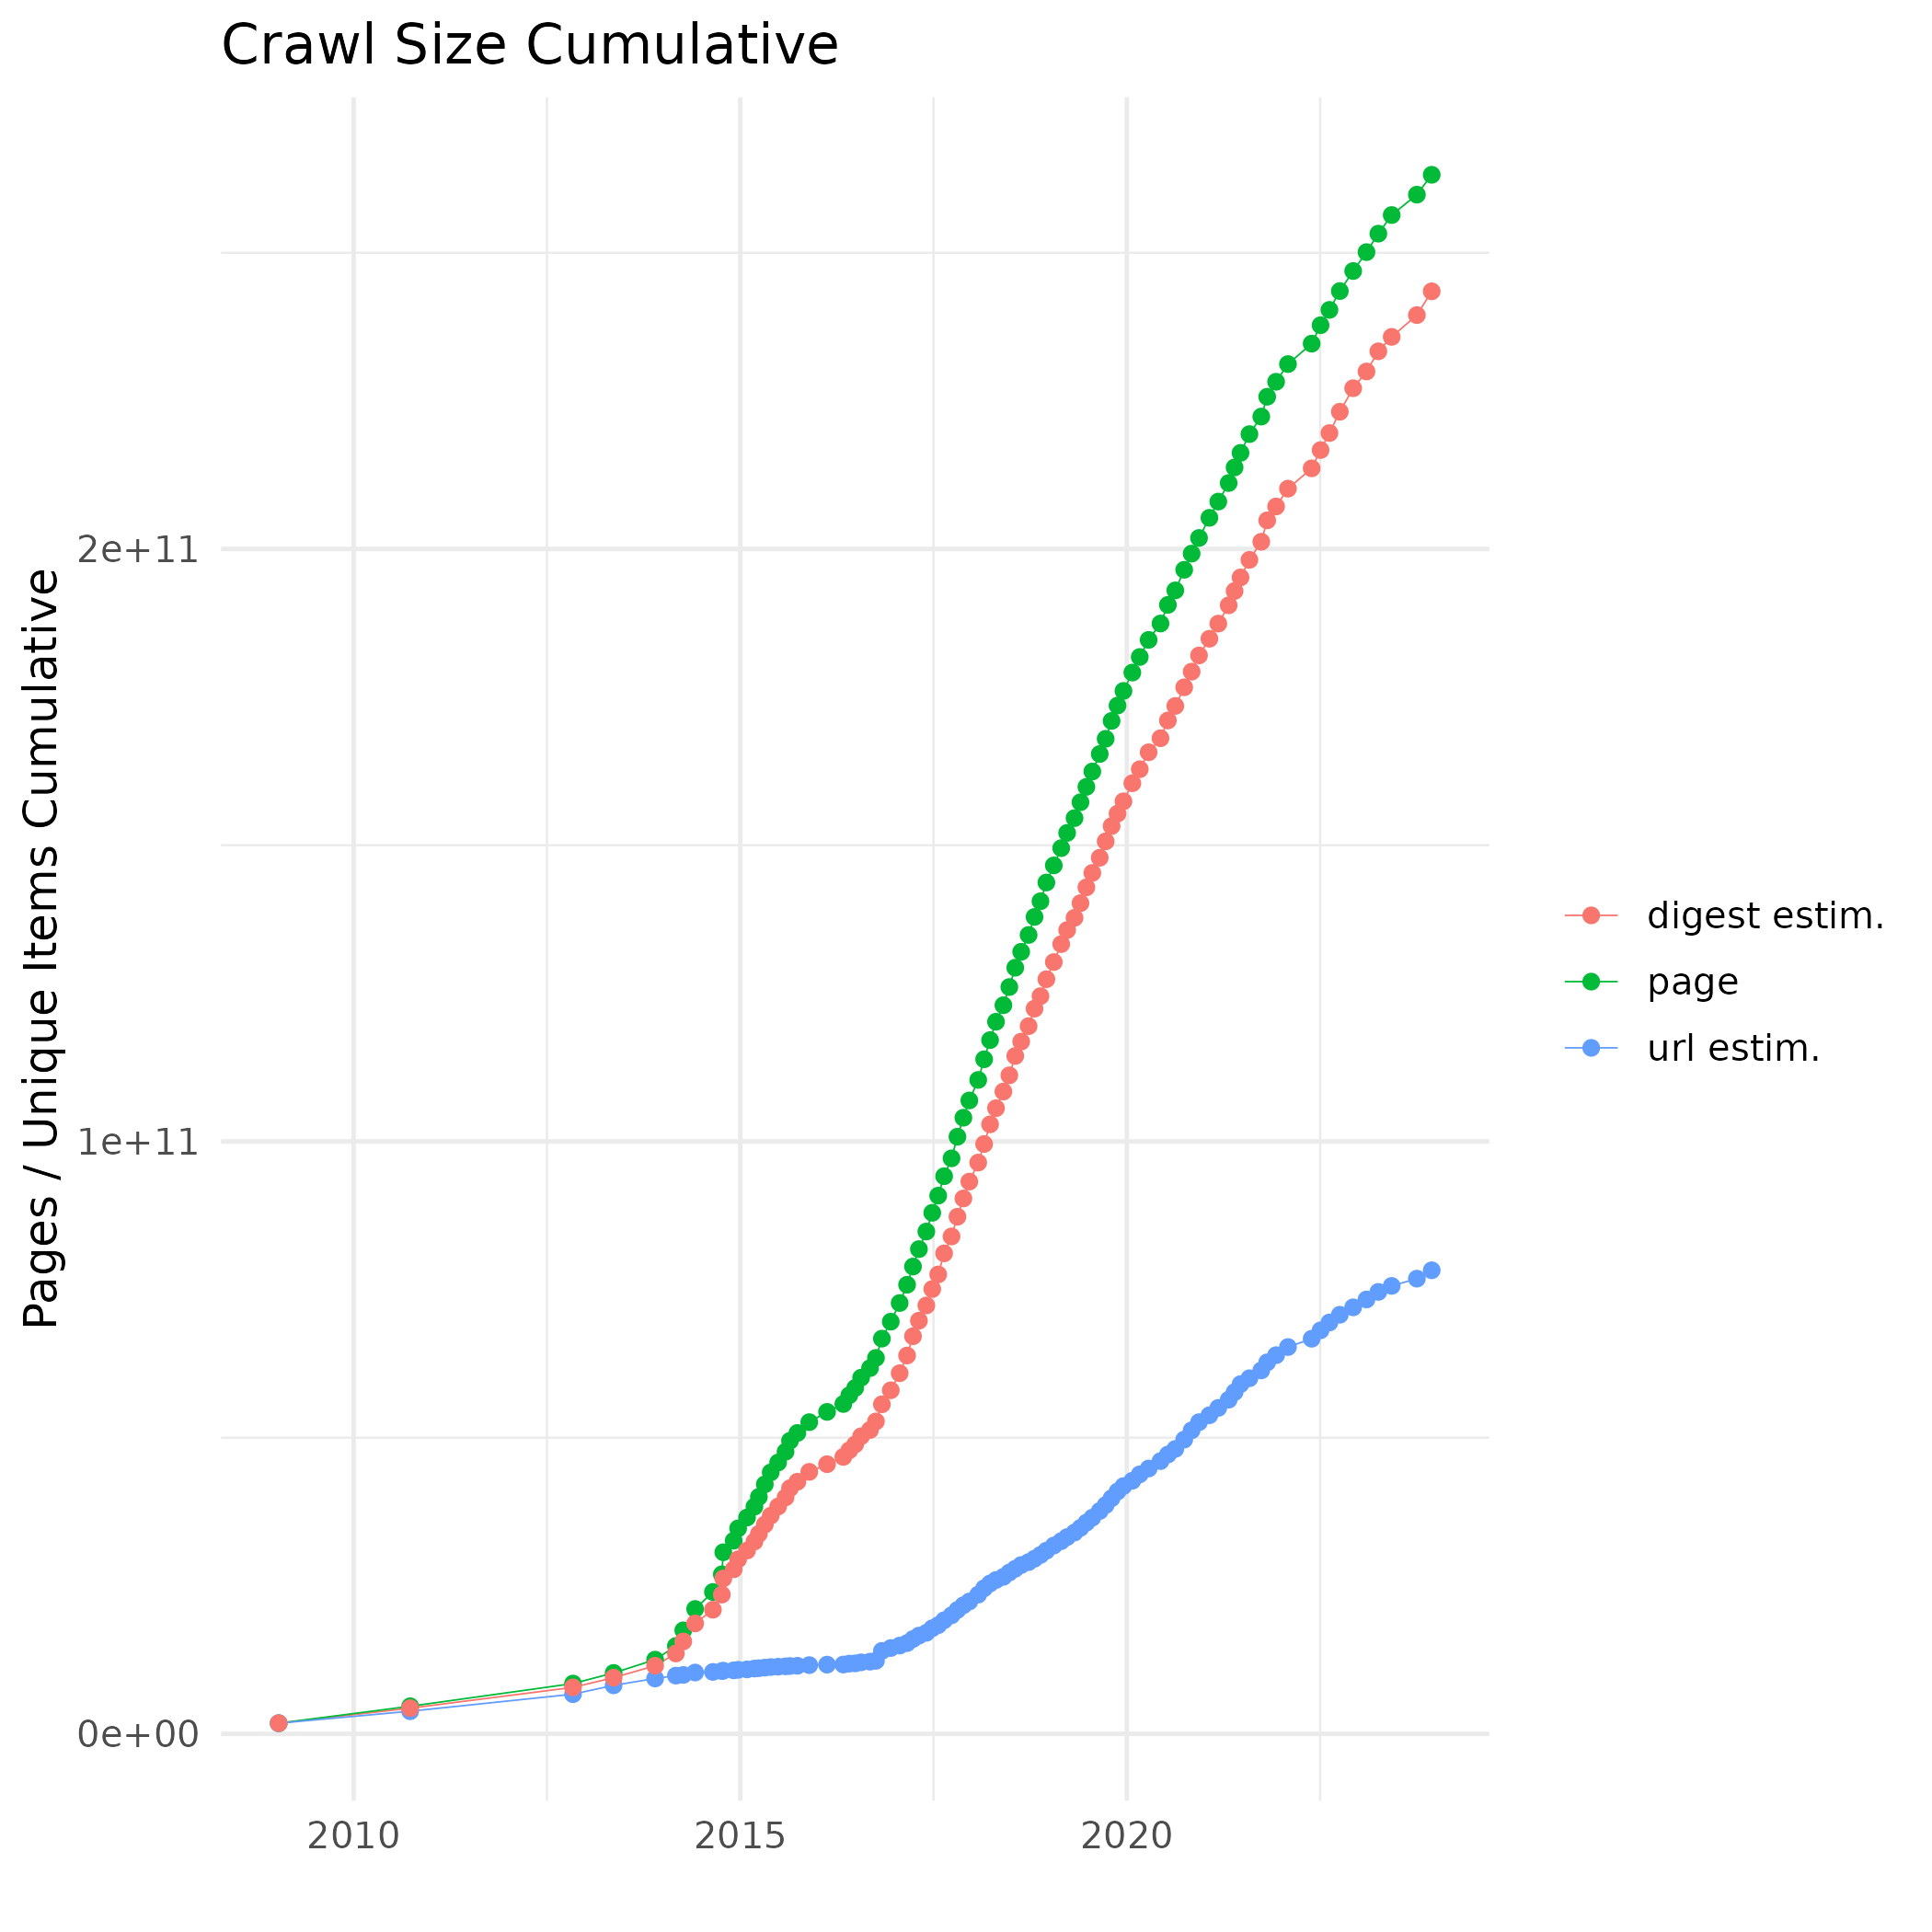 Crawl Size Cumulative
Pages / Unique Items Cumulative
2e+11
1e+11
0e+00
2010
2015
2020
digest estim.
page
url estim.